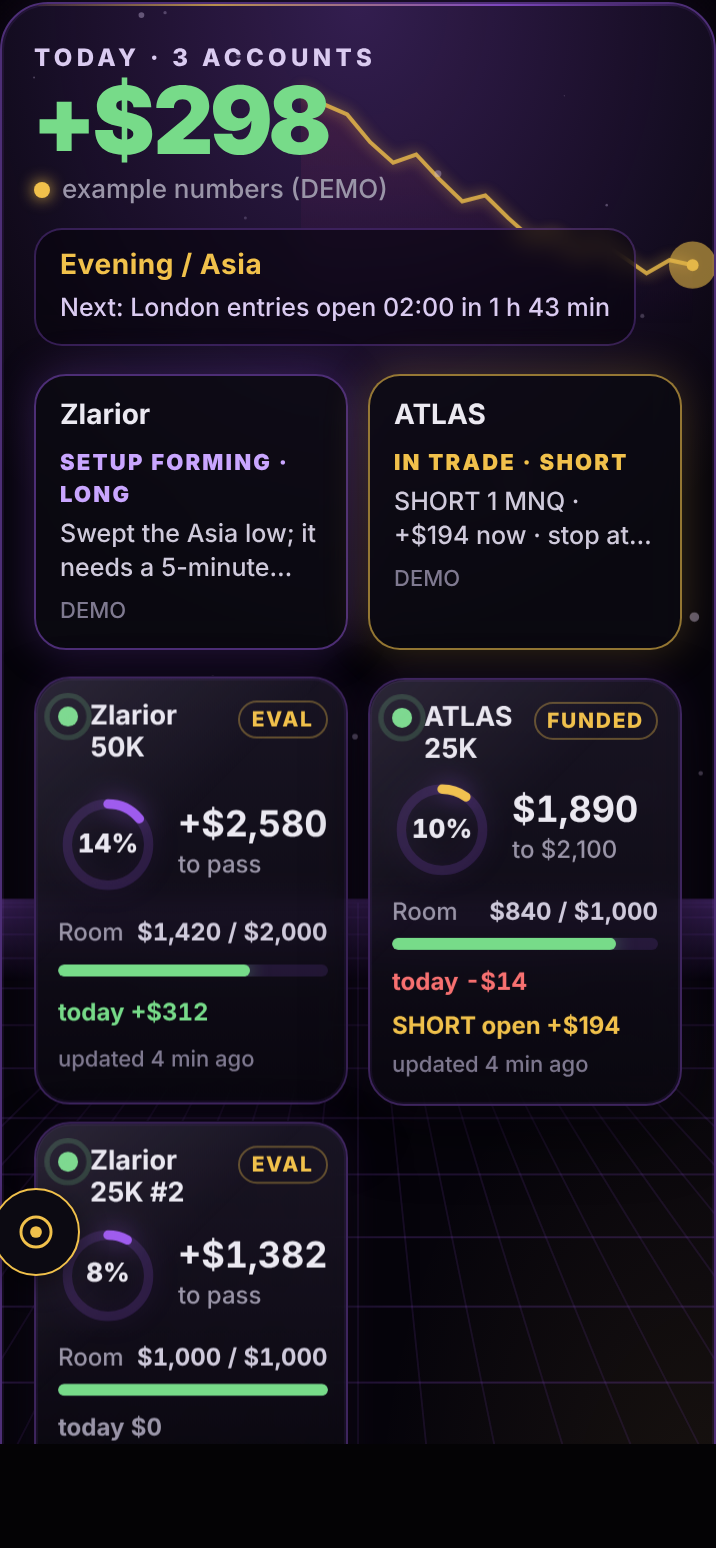 TODAY · 3 ACCOUNTS
+$298
example numbers (DEMO)
Evening / Asia
Next: London entries open 02:00 in 1 h 43 min
Zlarior
SETUP FORMING ·
LONG
Swept the Asia low; it
needs a 5-minute...
DEMO
ATLAS
IN TRADE · SHORT
SHORT 1 MNQ ·
+$194 now · stop at...
DEMO
Zlarior
50K
EVAL
14%
+$2,580
to pass
Room $1,420 / $2,000
today +$312
updated 4 min ago
ATLAS
25K
FUNDED
10%
$1,890
to $2,100
Room $840 / $1,000
today -$14
SHORT open +$194
updated 4 min ago
Zlarior
25K #2
EVAL
8%
+$1,382
to pass
Room $1,000 / $1,000
today $0